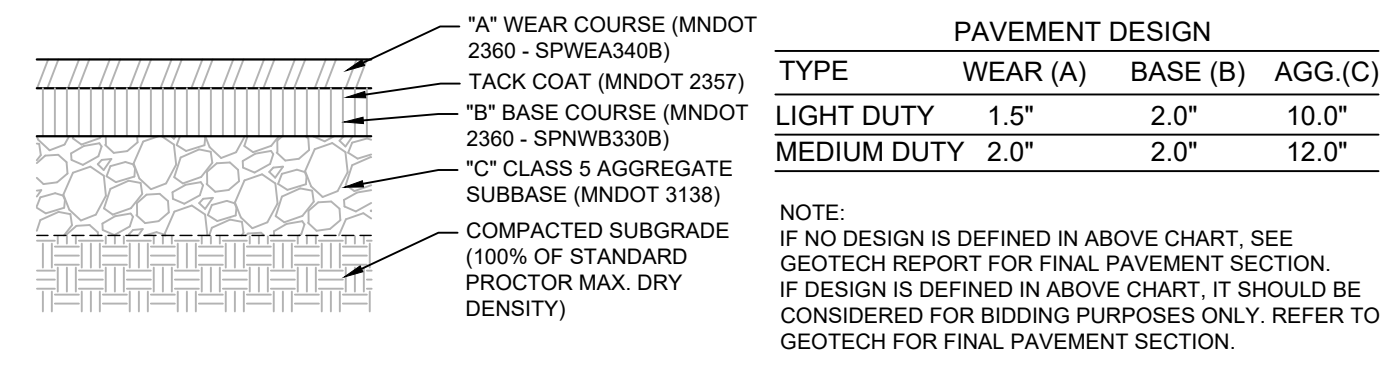 "A" WEAR COURSE (MNDOT
2360 - SPWEA340B)
TACK COAT (MNDOT 2357)
"B" BASE COURSE (MNDOT
2360 - SPNWB330B)
"C" CLASS 5 AGGREGATE
SUBBASE (MNDOT 3138)
COMPACTED SUBGRADE
(100% OF STANDARD
PROCTOR MAX. DRY
DENSITY)
PAVEMENT DESIGN
TYPE WEAR (A) BASE (B) AGG.(C)
LIGHT DUTY 1.5" 2.0" 10.0"
MEDIUM DUTY 2.0" 2.0" 12.0"
NOTE:
IF NO DESIGN IS DEFINED IN ABOVE CHART, SEE
GEOTECH REPORT FOR FINAL PAVEMENT SECTION.
IF DESIGN IS DEFINED IN ABOVE CHART, IT SHOULD BE
CONSIDERED FOR BIDDING PURPOSES ONLY. REFER TO
GEOTECH FOR FINAL PAVEMENT SECTION.